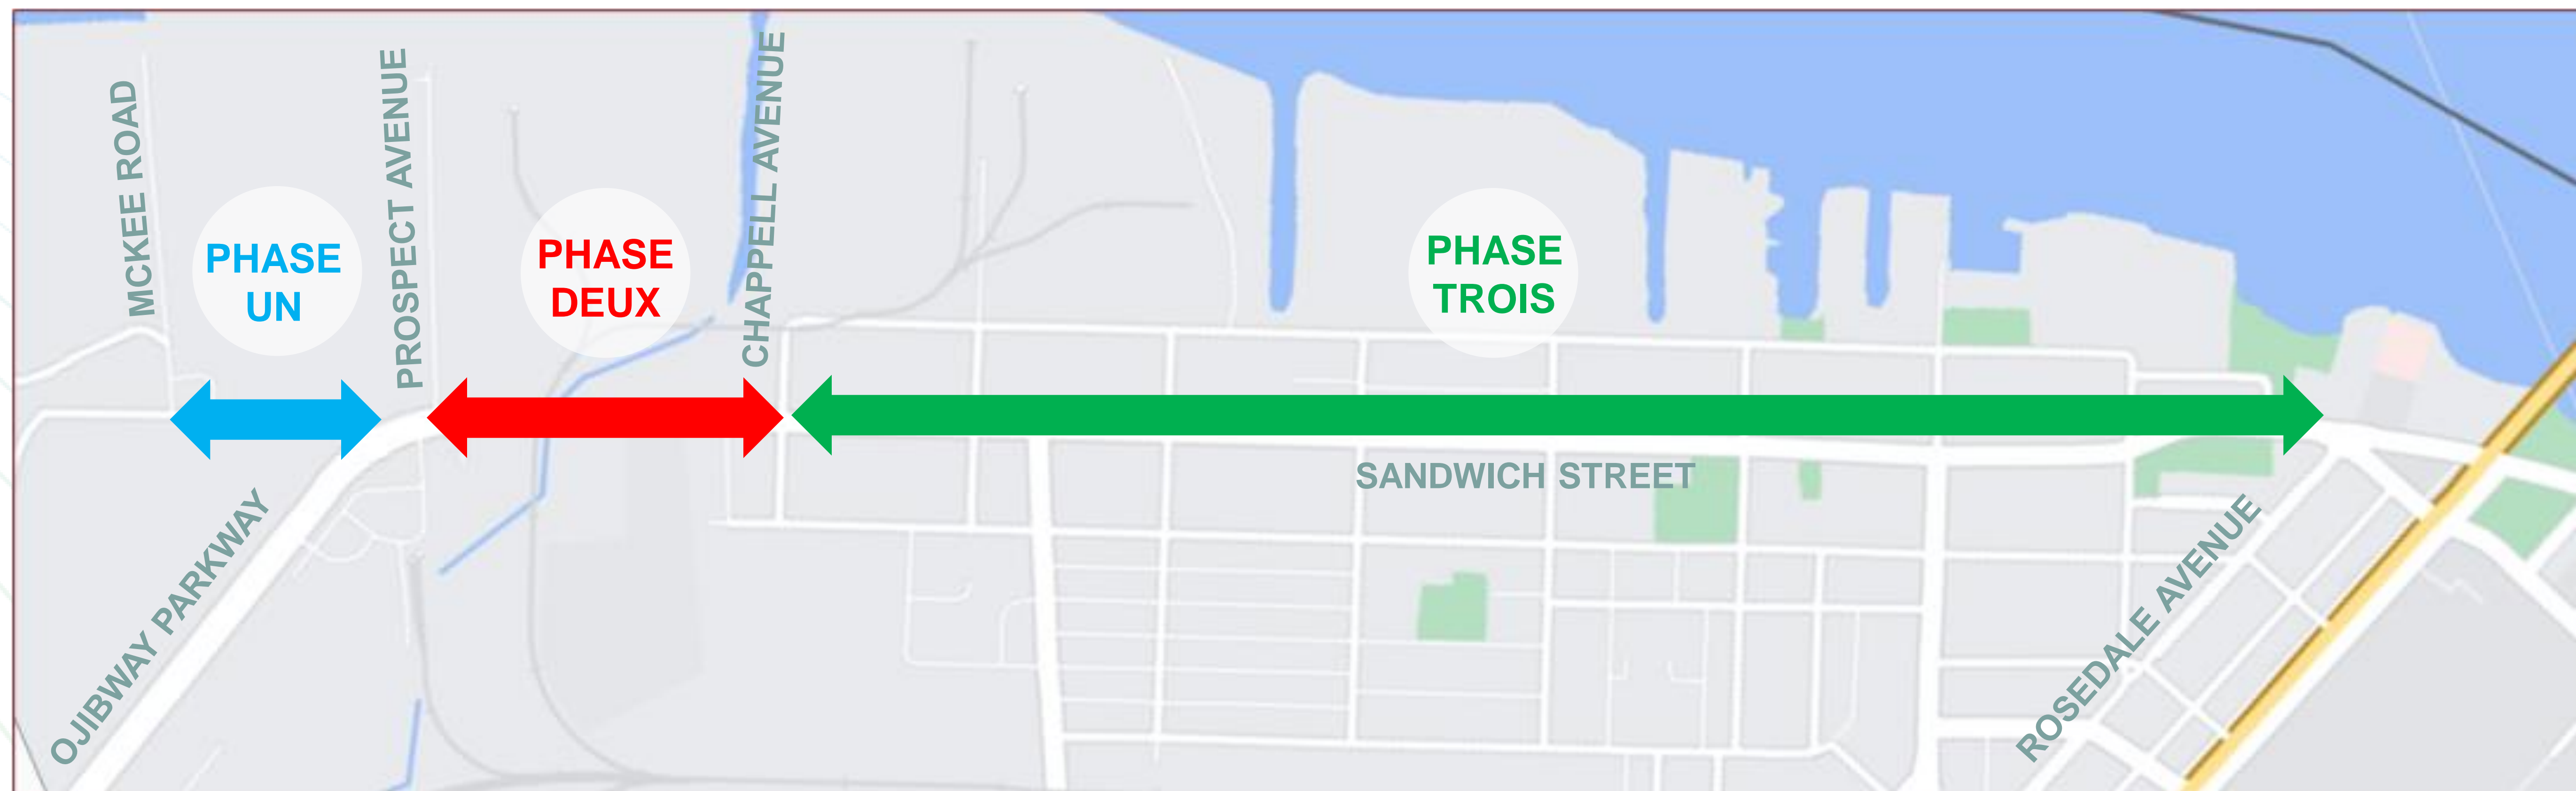 MCKEE ROAD
PROSPECT AVENUE
CHAPPELL AVENUE
PHASE
UN
PHASE
DEUX
PHASE
TROIS
SANDWICH STREET
OJIBWAY PARKWAY
ROSEDALE AVENUE